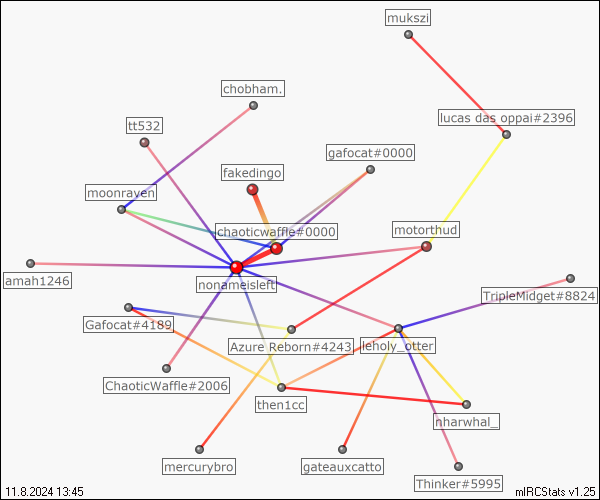 mukszi
chobham.
lucas das oppai#2396
tt532
gafocat#0000
fakedingo
moonraven
chaoticwaffle#0000
motorthud
amah1246
nonameisleft
TripleMidget#8824
Gafocat#4189
Azure Reborn#4243
leholy_otter
ChaoticWaffle#2006
then1cc
nharwhal_
mercurybro
gateauxcatto
Thinker#5995
11.8.2024 13:45
mIRCStats v1.25